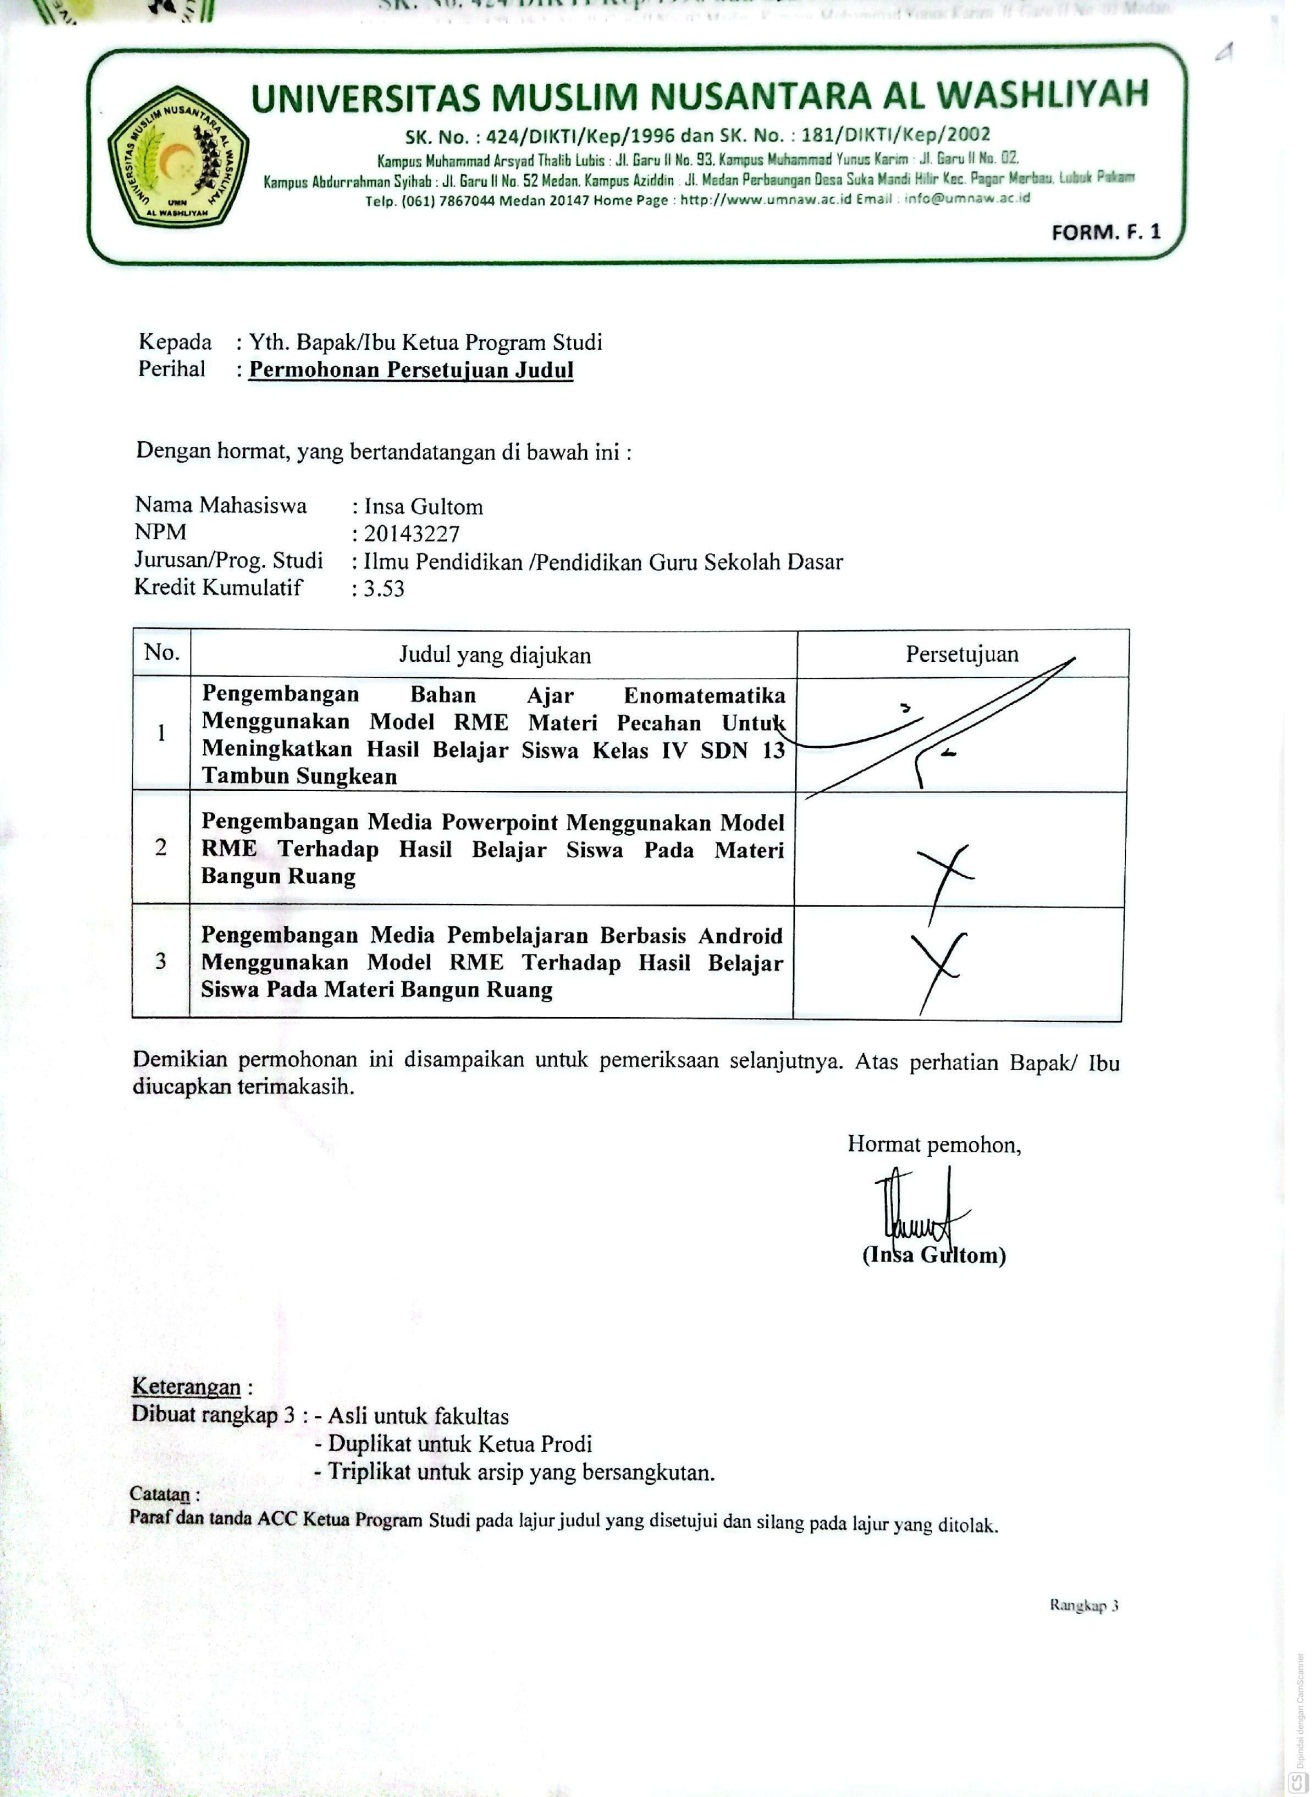 UNIVERSITAS MUSLIM NUSANTARA AL WASHLIYAH
SK. No. : 424/DIKTI/Kep/1996 dan SK. No. : 181/DIKTI/Kep/2002
Kampus Muhammad Arsyad Thalib Lubis : Jl. Garu II No. 93, Kampus Muhammad Yunus Karim : Jl. Garu II No. 02,
Kampus Abdurrahman Syihab : Jl. Garu II No. 52 Medan, Kampus Aziddin : Jl. Medan Perbaungan Desa Suka Mandi Hilir Kec. Pagar Merbau, Lubuk Pakam
Telp. (061) 7867044 Medan 20147 Home Page : http://www.umnaw.ac.id Email : info@umnaw.ac.id
FORM. F. 1
UNIVERSITAS MUSLIM NUSANTARA AL WASHLIYAH
UMN
AL WASHLIYAH
Kepada : Yth. Bapak/Ibu Ketua Program Studi
Perihal : Permohonan Persetujuan Judul
Dengan hormat, yang bertandatangan di bawah ini :
Nama Mahasiswa : Insa Gultom
NPM : 20143227
Jurusan/Prog. Studi : Ilmu Pendidikan /Pendidikan Guru Sekolah Dasar
Kredit Kumulatif : 3.53
No. Judul yang diajukan Persetujuan
Pengembangan Bahan Ajar Enomatematika
1 Menggunakan Model RME Materi Pecahan Untuk
Meningkatkan Hasil Belajar Siswa Kelas IV SDN 13
Tambun Sungkean
Pengembangan Media Powerpoint Menggunakan Model
2 RME Terhadap Hasil Belajar Siswa Pada Materi
Bangun Ruang
Pengembangan Media Pembelajaran Berbasis Android
3 Menggunakan Model RME Terhadap Hasil Belajar
Siswa Pada Materi Bangun Ruang
Demikian permohonan ini disampaikan untuk pemeriksaan selanjutnya. Atas perhatian Bapak/ Ibu
diucapkan terimakasih.
Hormat pemohon,
(Insa Gultom)
Keterangan :
Dibuat rangkap 3 : - Asli untuk fakultas
- Duplikat untuk Ketua Prodi
- Triplikat untuk arsip yang bersangkutan.
Catatan :
Paraf dan tanda ACC Ketua Program Studi pada lajur judul yang disetujui dan silang pada lajur yang ditolak.
Rangkap 3
CS Dipindai dengan CamScanner